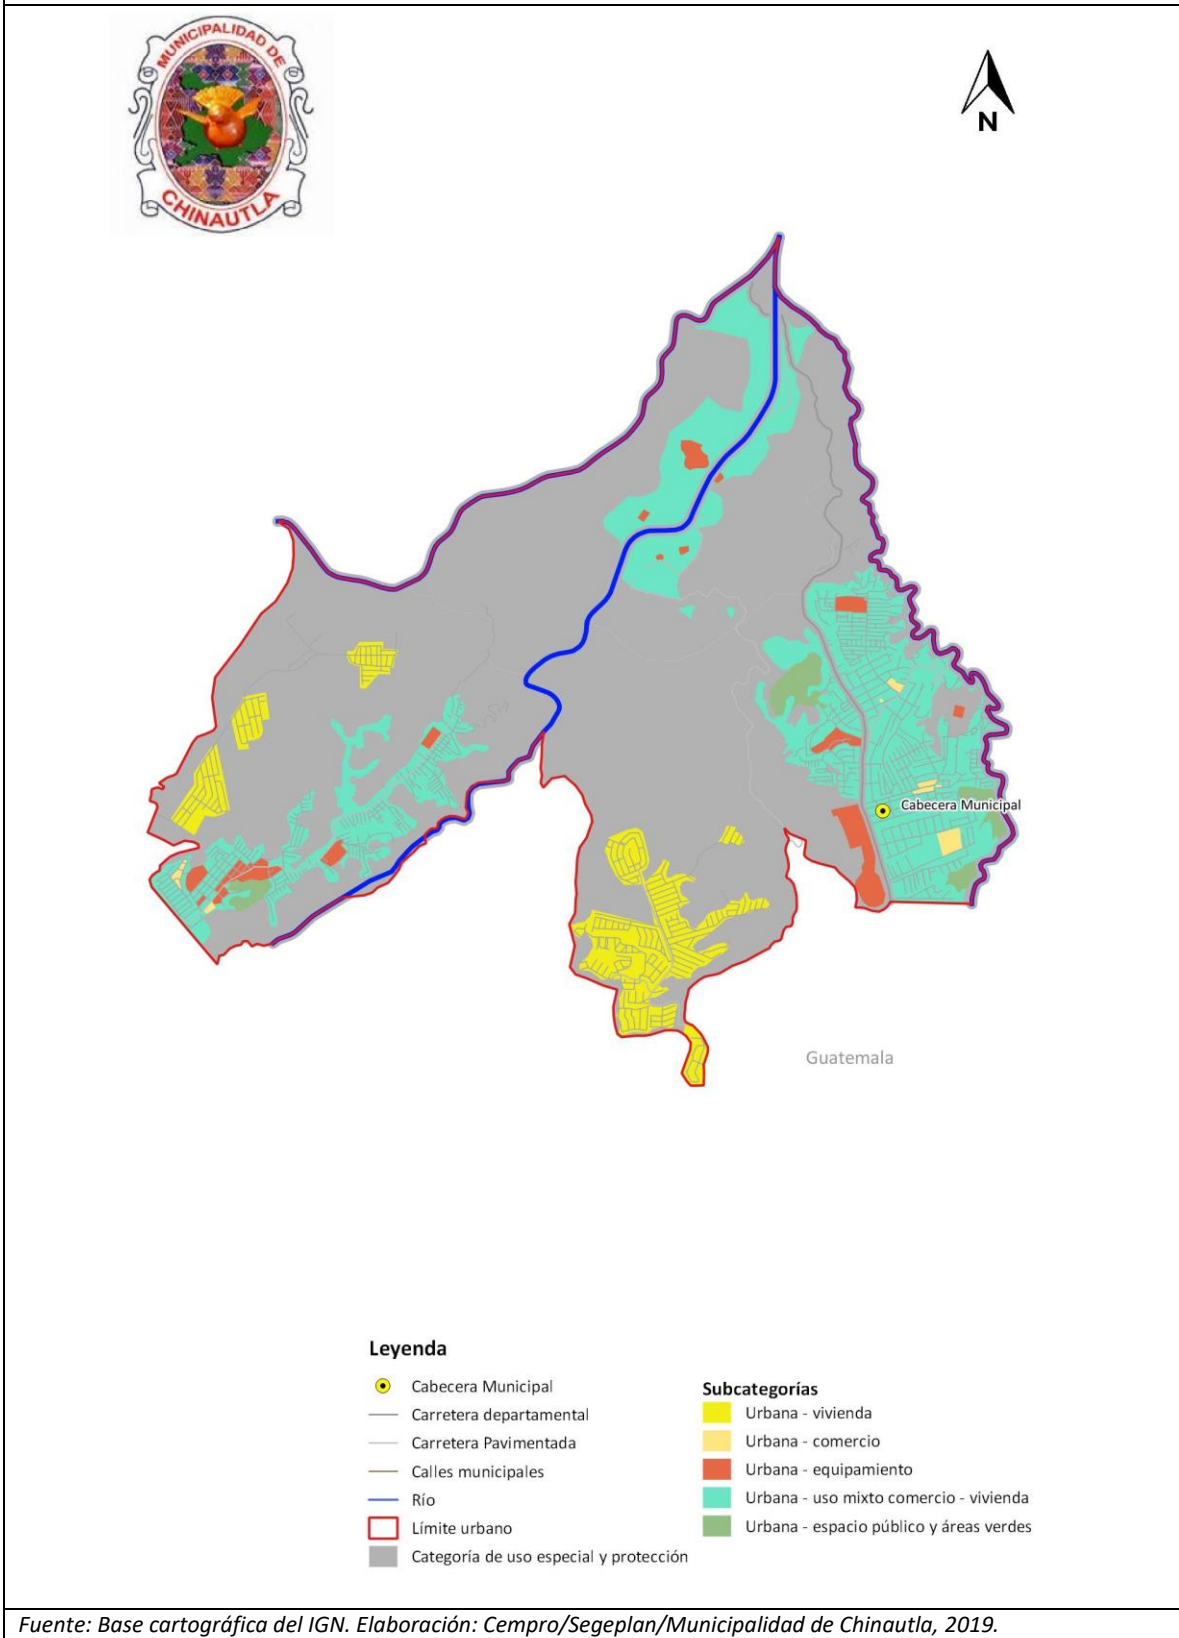 MUNICIPALIDAD DE
CHINAUTLA
N
Cabecera Municipal
Guatemala
Leyenda
Cabecera Municipal
Carretera departamental
Carretera Pavimentada
Calles municipales
Río
Límite urbano
Categoría de uso especial y protección
Subcategorías
Urbana - vivienda
Urbana - comercio
Urbana - equipamiento
Urbana - uso mixto comercio - vivienda
Urbana - espacio público y áreas verdes
Fuente: Base cartográfica del IGN. Elaboración: Cempro/Segeplan/Municipalidad de Chinautla, 2019.